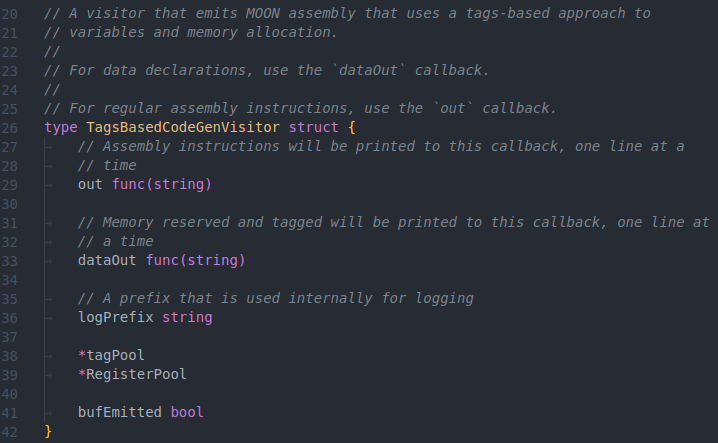 20 // A visitor that emits MOON assembly that uses a tags-based approach to
21 // variables and memory allocation.
22 //
23 // For data declarations, use the `dataOut` callback.
24 //
25 // For regular assembly instructions, use the `out` callback.
26 type TagsBasedCodeGenVisitor struct {
27 // Assembly instructions will be printed to this callback, one line at a
28 // time
29 out func(string)
30
31 // Memory reserved and tagged will be printed to this callback, one line at
32 // a time
33 dataOut func(string)
34
35 // A prefix that is used internally for logging
36 logPrefix string
37
38 *tagPool
39 *RegisterPool
40
41 bufEmitted bool
42 }